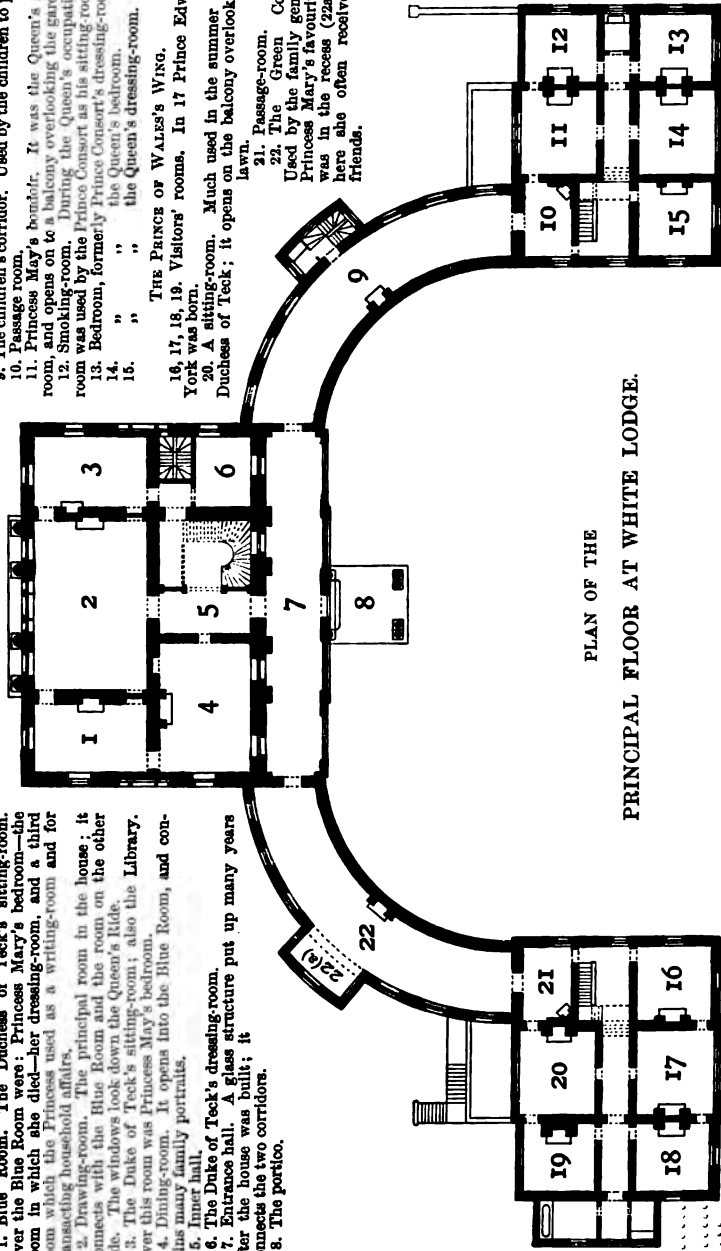 1. Blue Room. The Duchess of Teck's sitting-room.
ver the Blue Room were: Princess Mary's bedroom—the
oom in which she died—her dressing-room, and a third
oom which the Princess used as a writing-room and for
ansacting household affairs.
2. Drawing-room. The principal room in the house; it
nnects with the Blue Room and the room on the other
de. The windows look down the Queen's Ride.
3. The Duke of Teck's sitting-room; also the Library.
ver this room was Princess May's bedroom.
4. Dining-room. It opens into the Blue Room, and con-
ins many family portraits.
5. Inner hall.
6. The Duke of Teck's dressing-room.
7. Entrance hall. A glass structure put up many years
ter the house was built; it
nnects the two corridors.
8. The portico.
9. The children's corridor. Used by the children to
10. Passage room.
11. Princess May's boudoir. It was the Queen's
room, and opens on to a balcony overlooking the gar
12. Smoking-room. During the Queen's occupati
room was used by the Prince Consort as his sitting-ro
13. Bedroom, formerly Prince Consort's dressing-ro
14. „ „ the Queen's bedroom.
15. „ „ the Queen's dressing-room.
THE PRINCE OF WALES'S WING.
16, 17, 18, 19. Visitors' rooms. In 17 Prince Edw
York was born.
20. A sitting-room. Much used in the summer
Duchess of Teck; it opens on the balcony overlook
lawn.
21. Passage-room.
22. The Green Co
Used by the family gen
Princess Mary's favouri
was in the recess (22a
here she often receive
friends.
1
2
3
4
5
6
7
8
22(a)
22
9
21
20
19
16
17
18
10
11
12
15
14
13
PLAN OF THE
PRINCIPAL FLOOR AT WHITE LODGE.